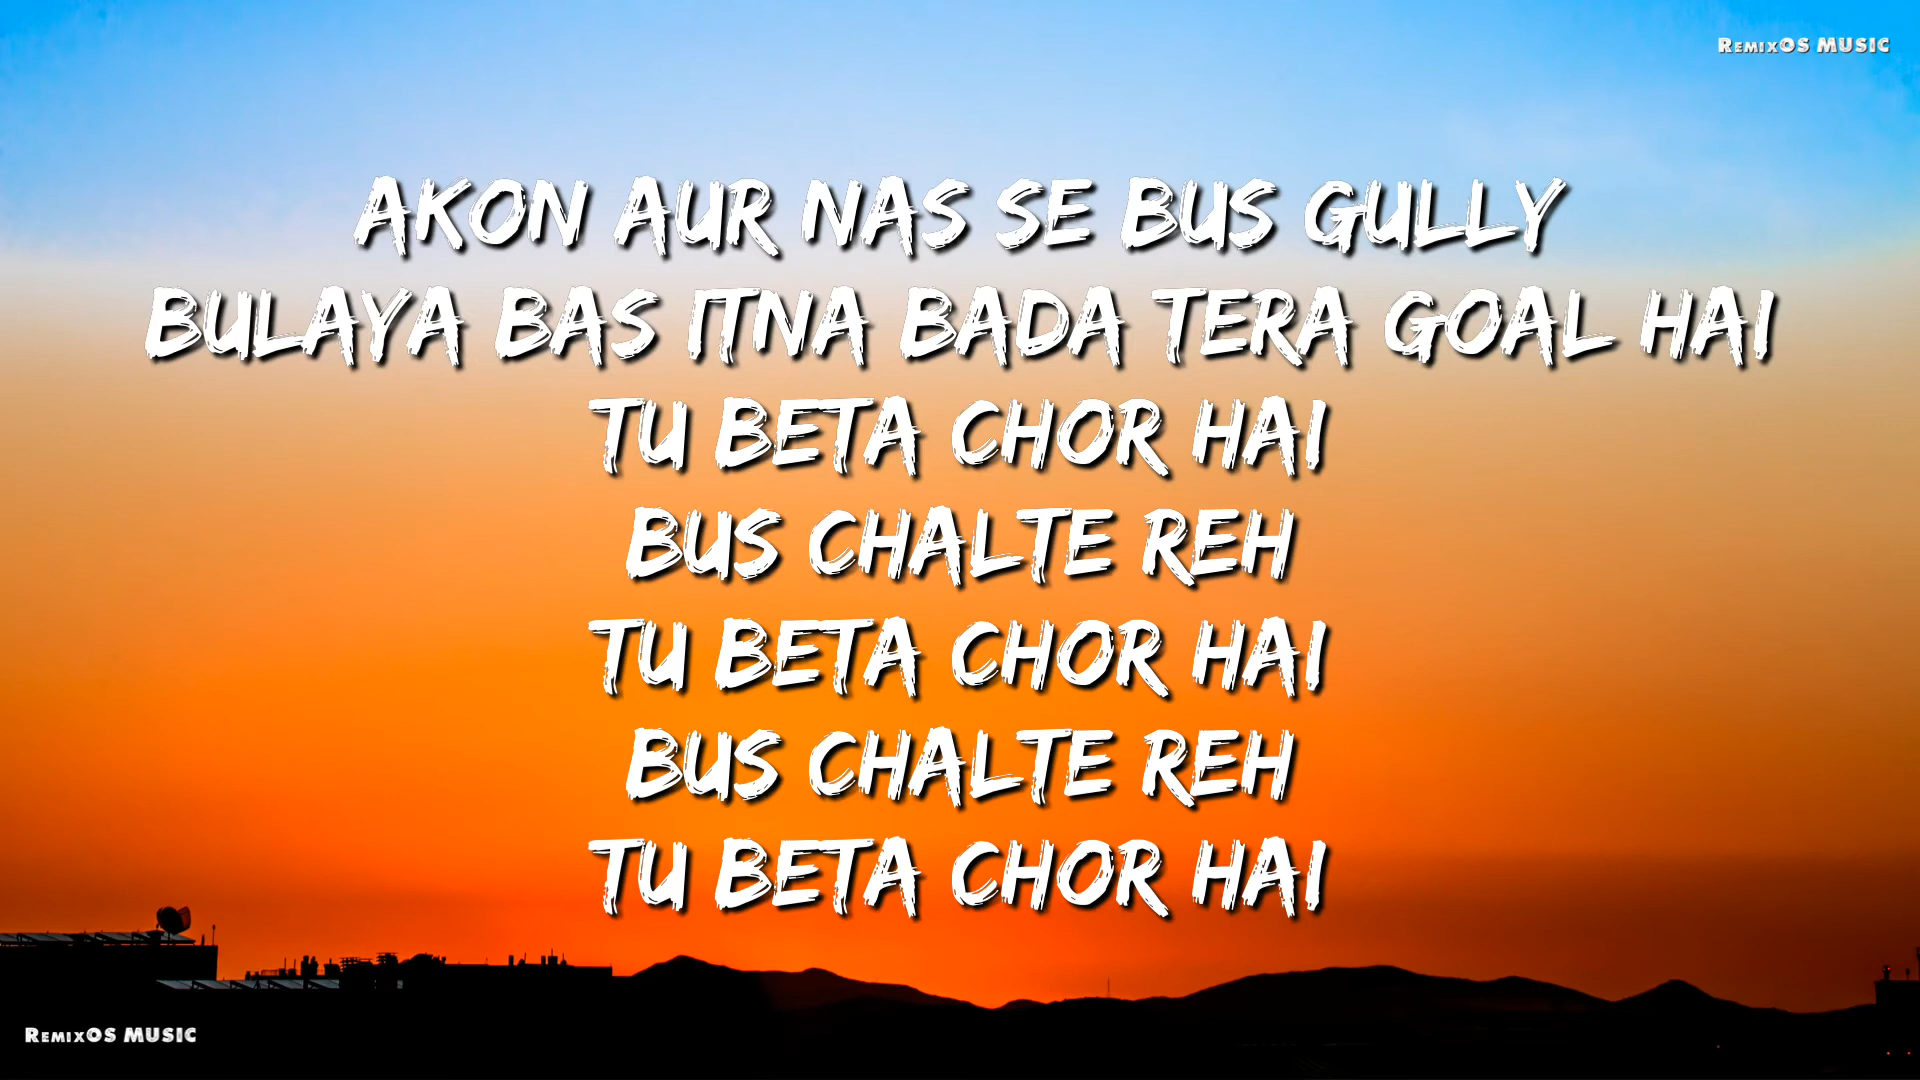 RemixOS MUSIC
AKON AUR NAS SE BUS GULLY
BULAYA BAS ITNA BADA TERA GOAL HAI
TU BETA CHOR HAI
BUS CHALTE REH
TU BETA CHOR HAI
BUS CHALTE REH
TU BETA CHOR HAI
RemixOS MUSIC